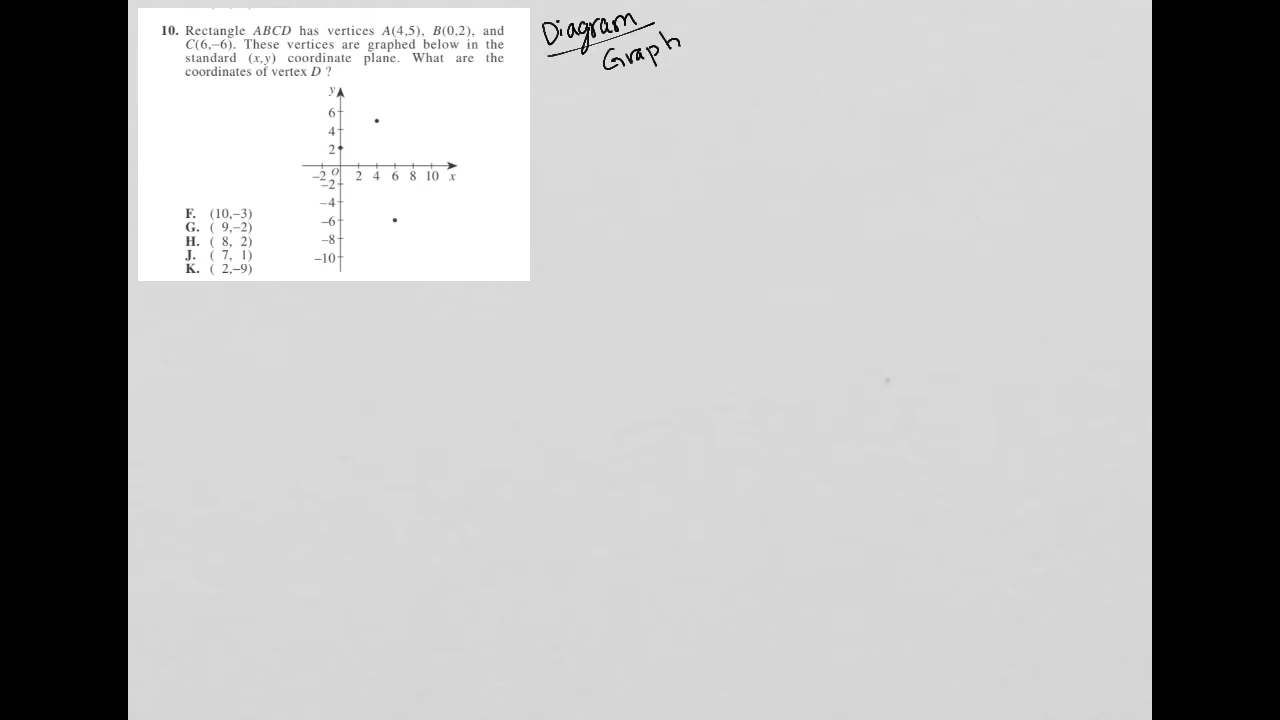 10. Rectangle ABCD has vertices A(4,5), B(0,2), and
C(6,–6). These vertices are graphed below in the
standard (x,y) coordinate plane. What are the
coordinates of vertex D ?
Diagram
Graph
y
6
4
2
–2 O 2 4 6 8 10 x
–2
–4
–6
–8
–10
F. (10,–3)
G. ( 9,–2)
H. ( 8, 2)
J. ( 7, 1)
K. ( 2,–9)